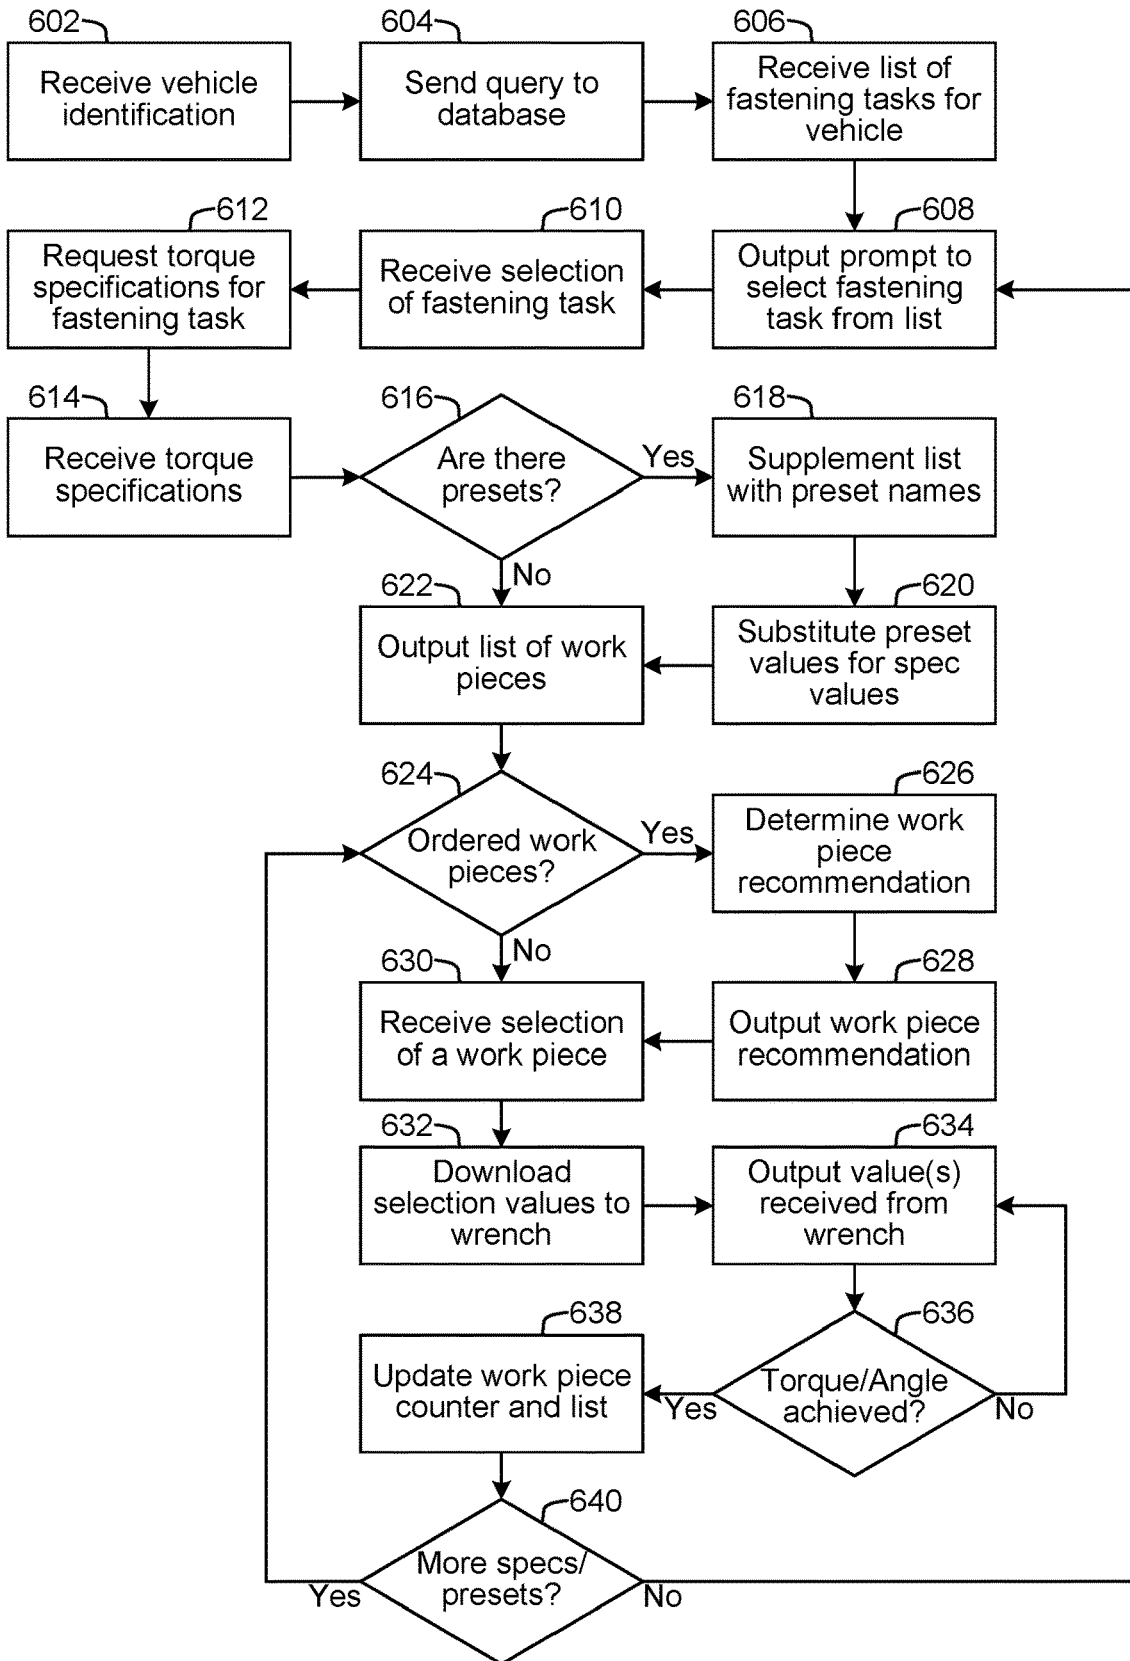 602
Receive vehicle
identification
604
Send query to
database
606
Receive list of
fastening tasks for
vehicle
612
Request torque
specifications for
fastening task
610
Receive selection
of fastening task
608
Output prompt to
select fastening
task from list
614
Receive torque
specifications
616
Are there
presets?
Yes
No
618
Supplement list
with preset names
622
Output list of work
pieces
620
Substitute preset
values for spec
values
624
Ordered work
pieces?
Yes
No
626
Determine work
piece
recommendation
630
Receive selection
of a work piece
628
Output work piece
recommendation
632
Download
selection values to
wrench
634
Output value(s)
received from
wrench
638
Update work piece
counter and list
636
Torque/Angle
achieved?
Yes
No
640
More specs/
presets?
Yes
No